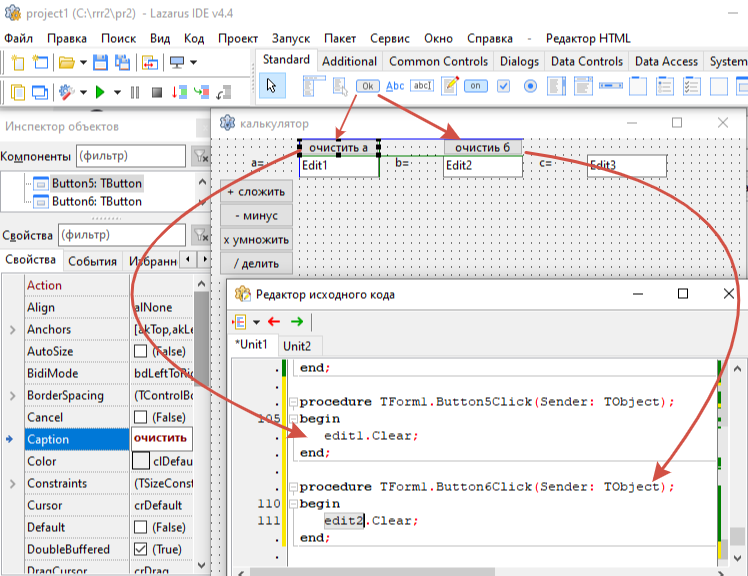 project1 (C:\rrr2\pr2) - Lazarus IDE v4.4
Файл Правка Поиск Вид Код Проект Запуск Пакет Сервис Окно Справка - Редактор HTML
Standard Additional Common Controls Dialogs Data Controls Data Access System
Ok Abc abcI on
Инспектор объектов
Компоненты (фильтр)
Button5: TButton
Button6: TButton
Свойства (фильтр)
Свойства События Избранн
Action
Align alNone
Anchors [akTop,akLe
AutoSize (False)
BidiMode bdLeftToRig
BorderSpacing (TControlBo
Cancel (False)
Caption очистить
Color clDefau
Constraints (TSizeConst
Cursor crDefault
Default (False)
DoubleBuffered (True)
DragCursor crDrag
калькулятор
очистить а очистиь б
a= Edit1 b= Edit2 c= Edit3
+ сложить
- минус
х умножить
/ делить
Редактор исходного кода
*Unit1 Unit2
end;
procedure TForm1.Button5Click(Sender: TObject);
105 begin
edit1.Clear;
end;
procedure TForm1.Button6Click(Sender: TObject);
110 begin
111 edit2.Clear;
end;